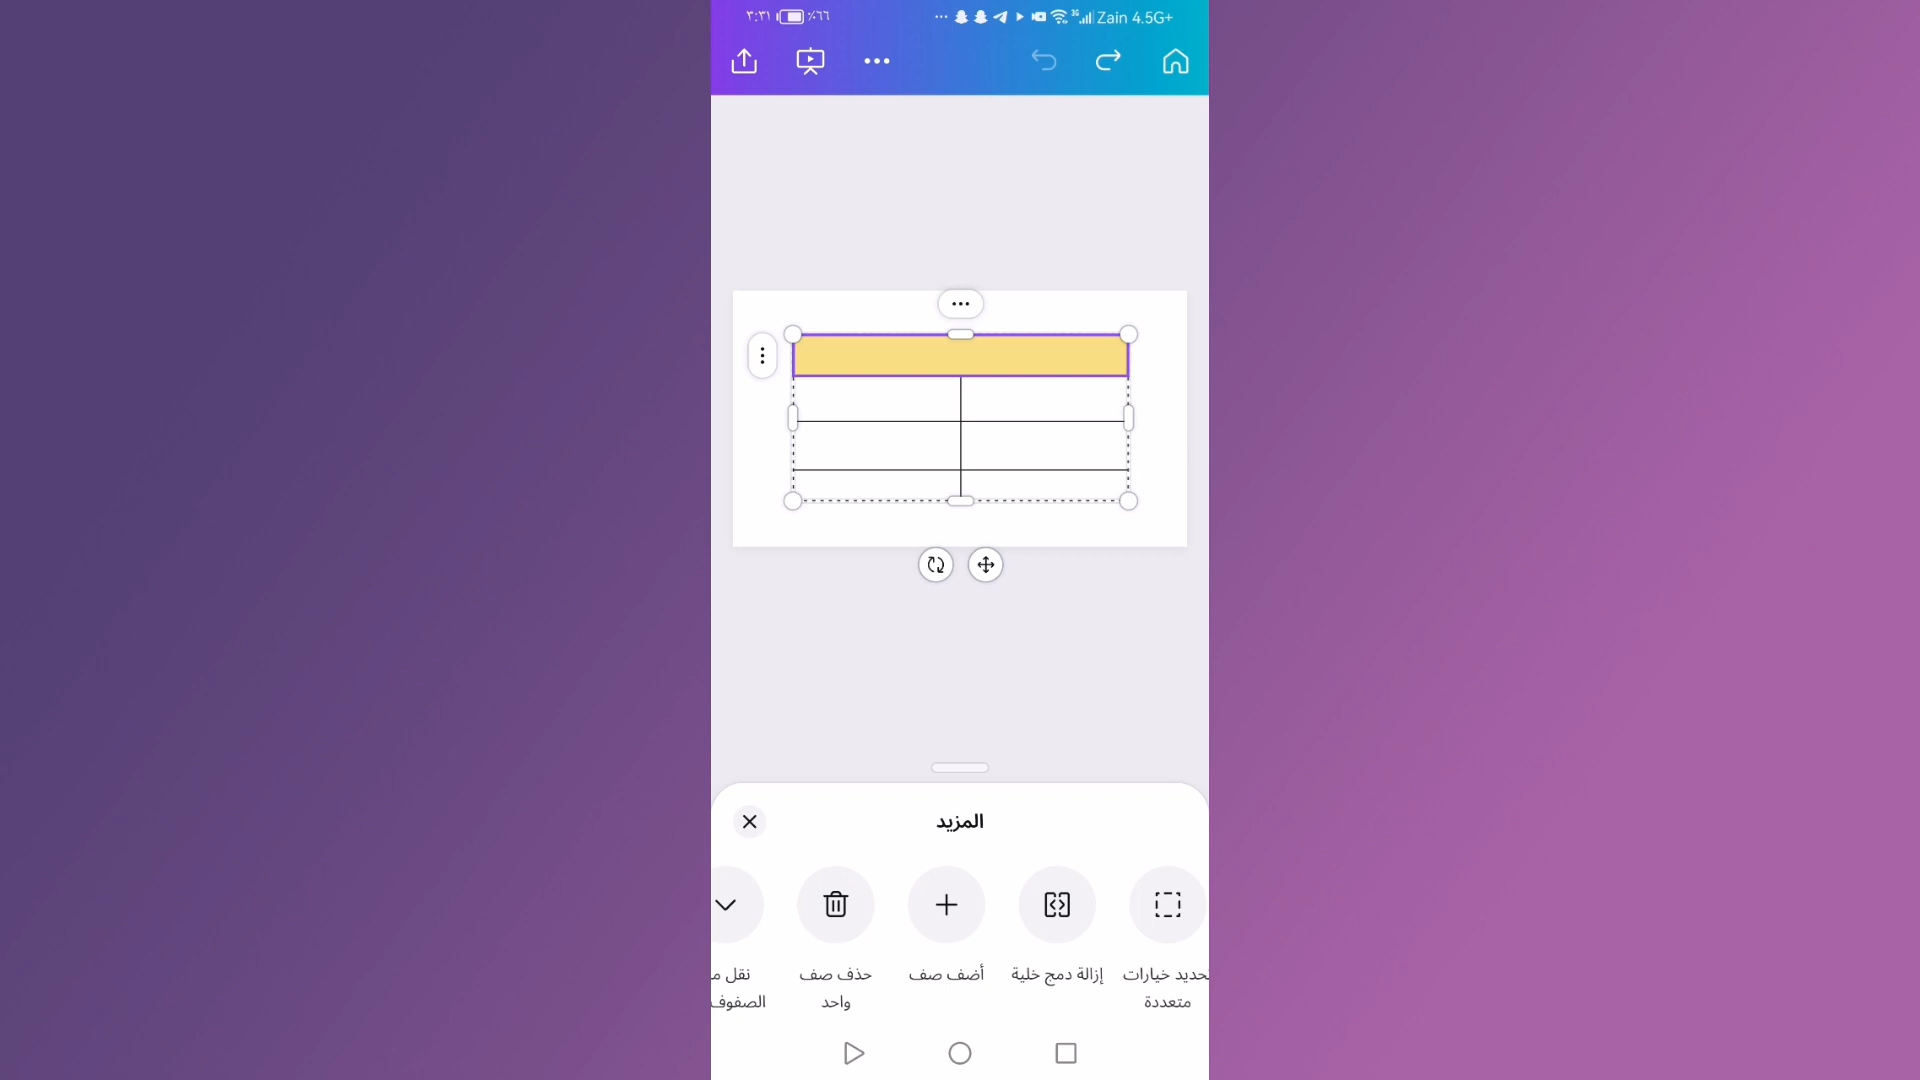 ٣:٣١ ٪٦٦ Zain 4.5G+
المزيد
تحديد خيارات
متعددة
إزالة دمج خلية
أضف صف
حذف صف
واحد
نقل م
الصفوف